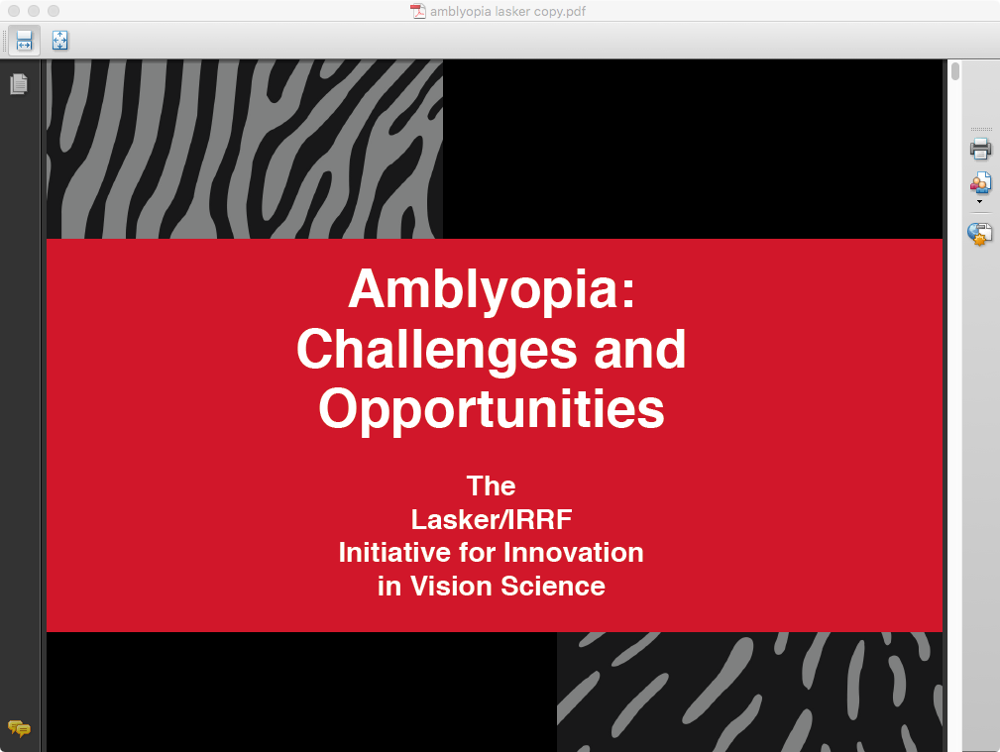 amblyopia lasker copy.pdf
Amblyopia:
Challenges and
Opportunities
The
Lasker/IRRF
Initiative for Innovation
in Vision Science